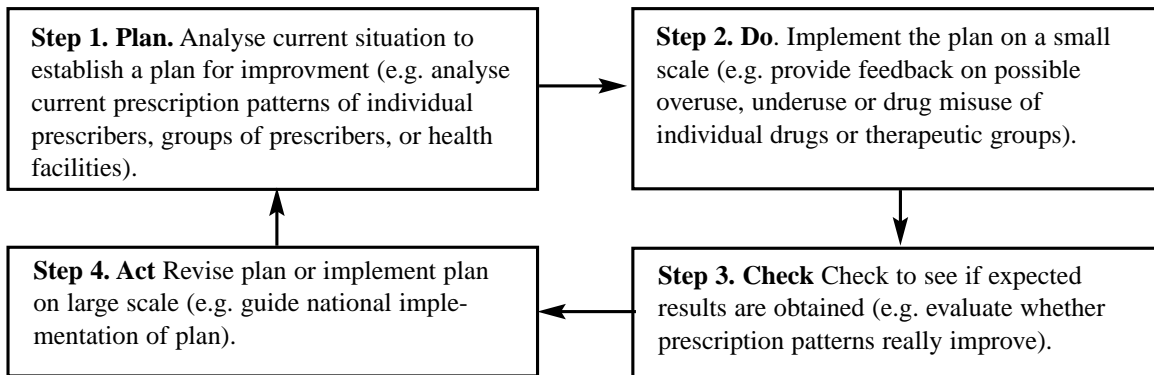 Step 1. Plan. Analyse current situation to
establish a plan for improvment (e.g. analyse
current prescription patterns of individual
prescribers, groups of prescribers, or health
facilities).
Step 2. Do. Implement the plan on a small
scale (e.g. provide feedback on possible
overuse, underuse or drug misuse of
individual drugs or therapeutic groups).
Step 3. Check Check to see if expected
results are obtained (e.g. evaluate whether
prescription patterns really improve).
Step 4. Act Revise plan or implement plan
on large scale (e.g. guide national imple-
mentation of plan).